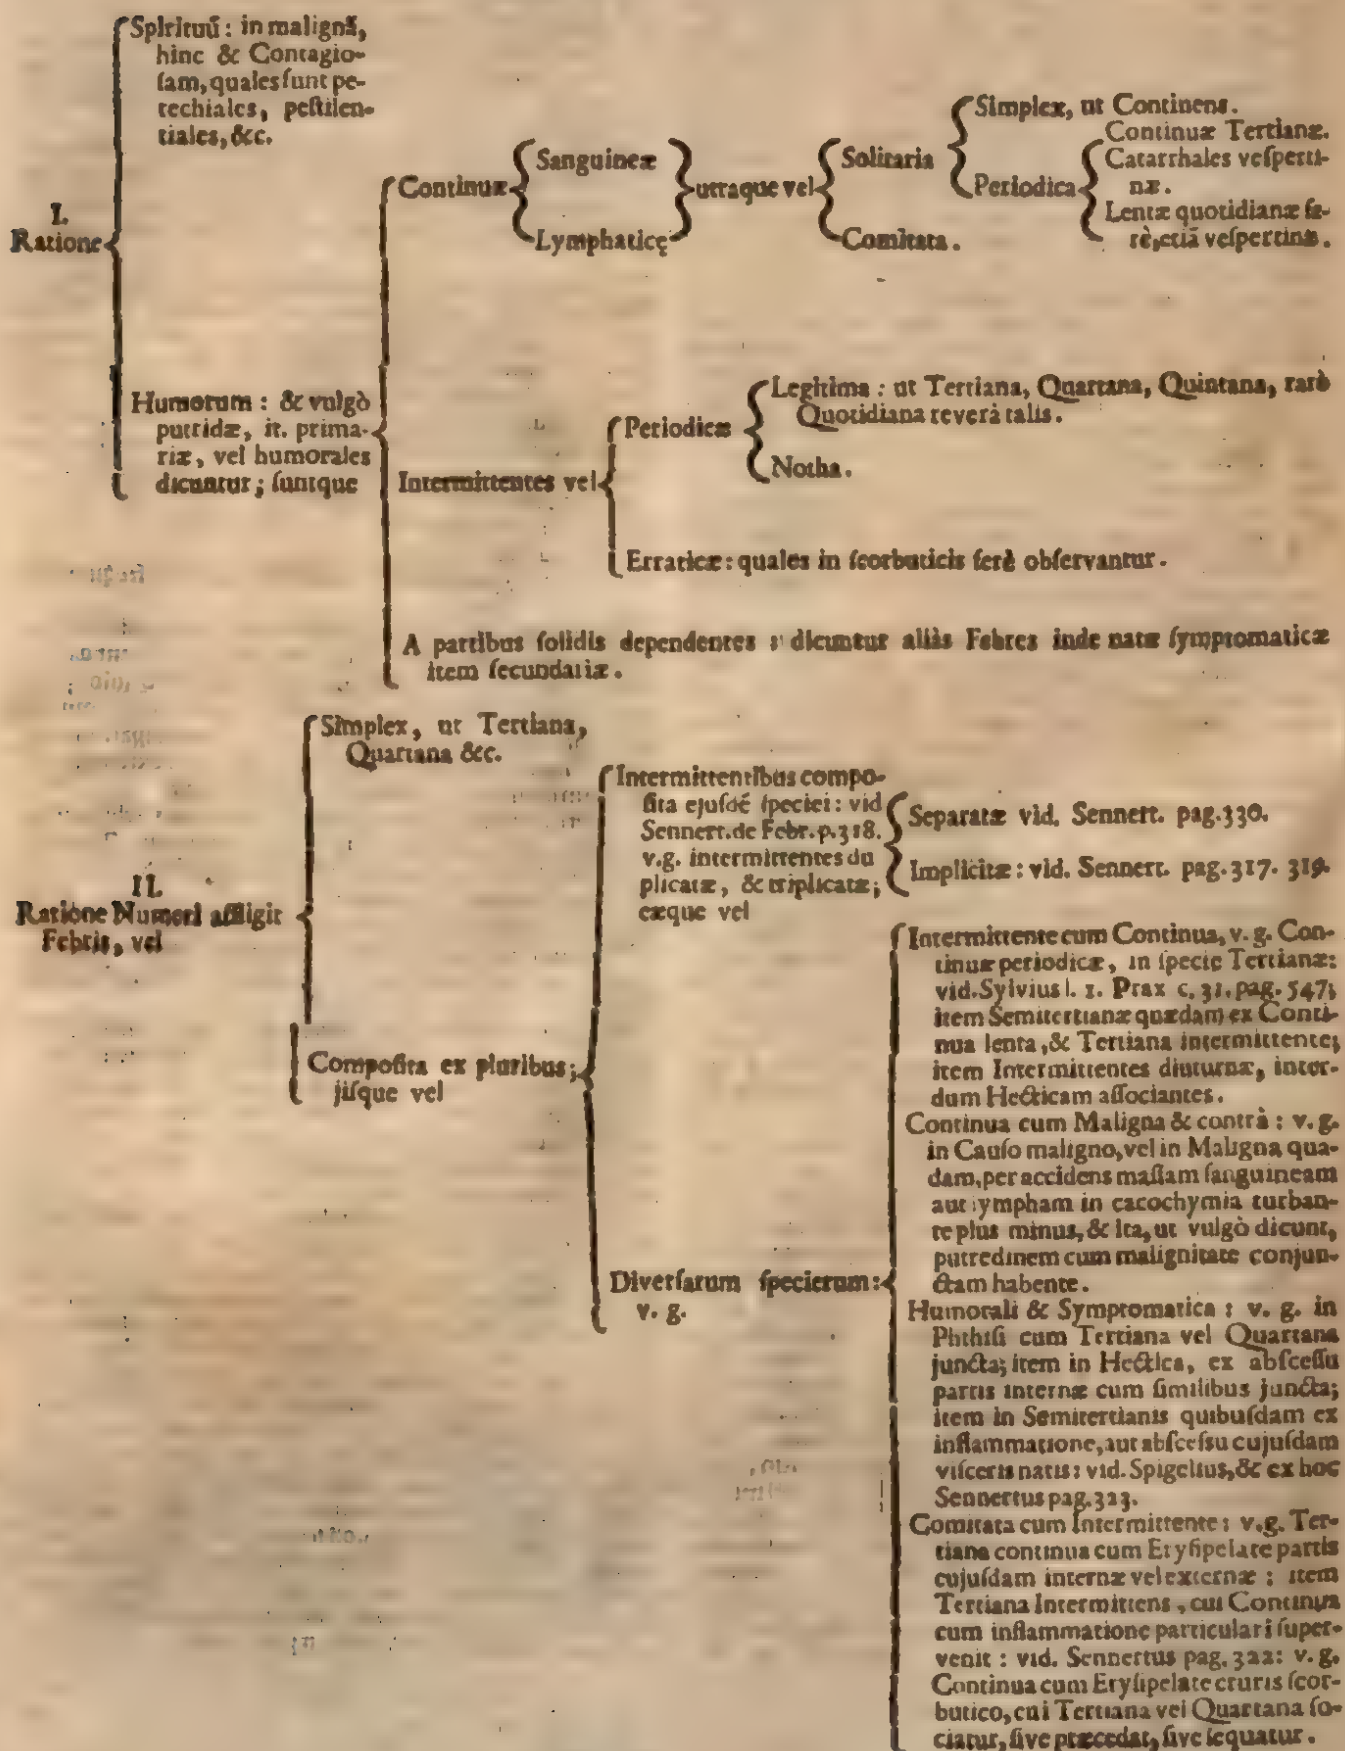 I.
Ratione
Spirituũ: in malignâ,
hinc & Contagio-
ſam, quales ſunt pe-
techiales, peſtilen-
tiales, &c.
Humorum: & vulgò
putridæ, it. prima-
riæ, vel humorales
dicuntur; ſuntque
Continuæ
Sanguineæ
Lymphaticę
utraque vel
Solitaria
Comitata.
Simplex, ut Continens.
Periodica
Continuæ Tertianæ.
Catarrhales veſperti-
næ.
Lentæ quotidianæ fe-
rè, etiã veſpertinæ.
Intermittentes vel
Periodicæ
Legitima: ut Tertiana, Quartana, Quintana, rarò
Quotidiana reverà talis.
Notha.
Erraticæ: quales in ſcorbuticis ferè obſervantur.
A partibus ſolidis dependentes: dicuntur aliàs Febres inde natæ ſymptomaticæ
item ſecundariæ.
II.
Ratione Numeri affligit
Febris, vel
Simplex, ut Tertiana,
Quartana &c.
Compoſita ex pluribus;
jiſque vel
Intermittentibus compo-
ſita ejuſdẽ ſpeciei: vid
Sennert. de Febr. p. 318.
v.g. intermittentes du
plicatæ, & triplicatæ;
exque vel
Separatæ vid. Sennert. pag. 330.
Implicitæ: vid. Sennert. pag. 317. 319.
Diverſarum ſpecierum:
v. g.
Intermittente cum Continua, v. g. Con-
tinuæ periodicæ, in ſpecie Tertianæ:
vid. Sylvius l. 1. Prax c. 31. pag. 547;
item Semitertianæ quædam ex Conti-
nua lenta, & Tertiana intermittente;
item Intermittentes diuturnæ, inter-
dum Hecticam aſſociantes.
Continua cum Maligna & contrà: v. g.
in Cauſo maligno, vel in Maligna qua-
dam, per accidens maſſam ſanguineam
aut lympham in cacochymia turban-
te plus minus, & ita, ut vulgò dicunt,
putredinem cum malignitate conjun-
ctam habente.
Humorali & Symptomatica: v. g. in
Phthiſi cum Tertiana vel Quartana
juncta; item in Hectica, ex abſceſſu
partis internæ cum ſimilibus juncta;
item in Semitertianis quibuſdam ex
inflammatione, aut abſceſſu cujuſdam
viſceris natis: vid. Spigelius, & ex hoc
Sennertus pag. 323.
Comitata cum Intermittente: v.g. Ter-
tiana continua cum Eryſipelate partis
cujuſdam internæ vel externæ: item
Tertiana Intermittens, cui Continua
cum inflammatione particulari ſuper-
venit: vid. Sennertus pag. 322: v. g.
Continua cum Eryſipelate cruris ſcor-
butico, cui Tertiana vel Quartana ſo-
ciatur, ſive præcedat, ſive ſequatur.